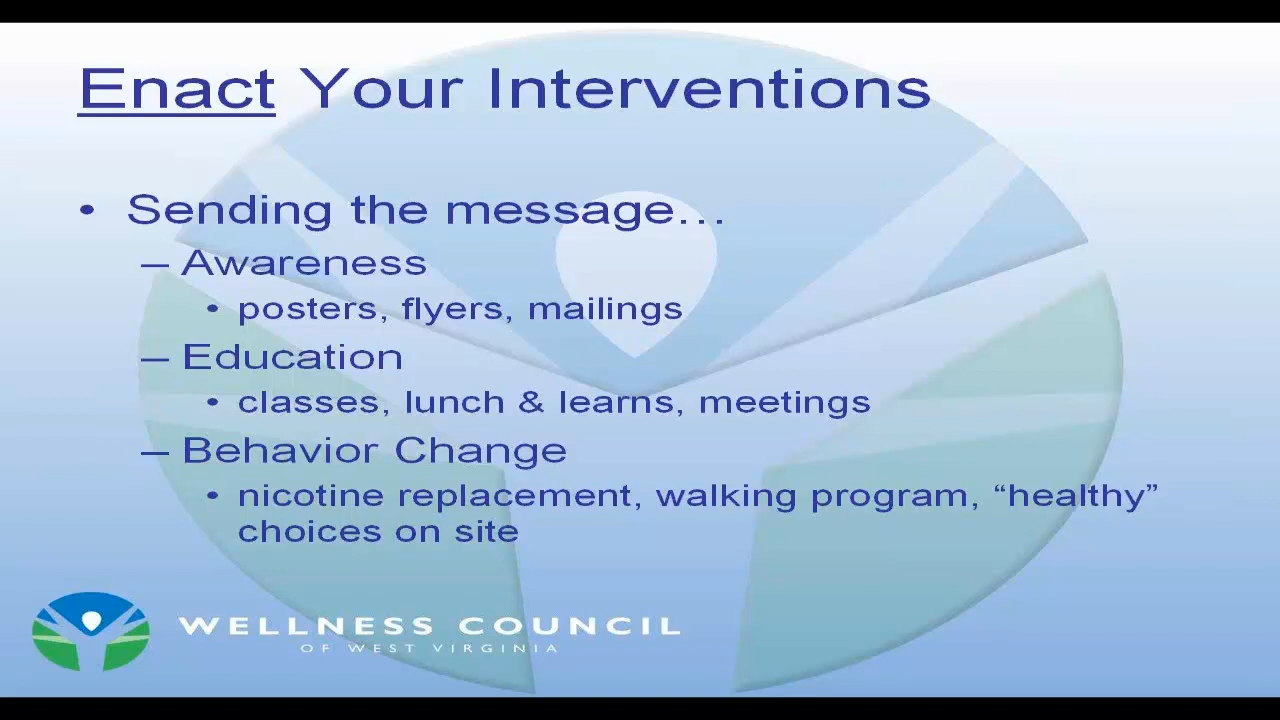 Enact Your Interventions
• Sending the message…
– Awareness
• posters, flyers, mailings
– Education
• classes, lunch & learns, meetings
– Behavior Change
• nicotine replacement, walking program, “healthy”
choices on site
WELLNESS COUNCIL
OF WEST VIRGINIA